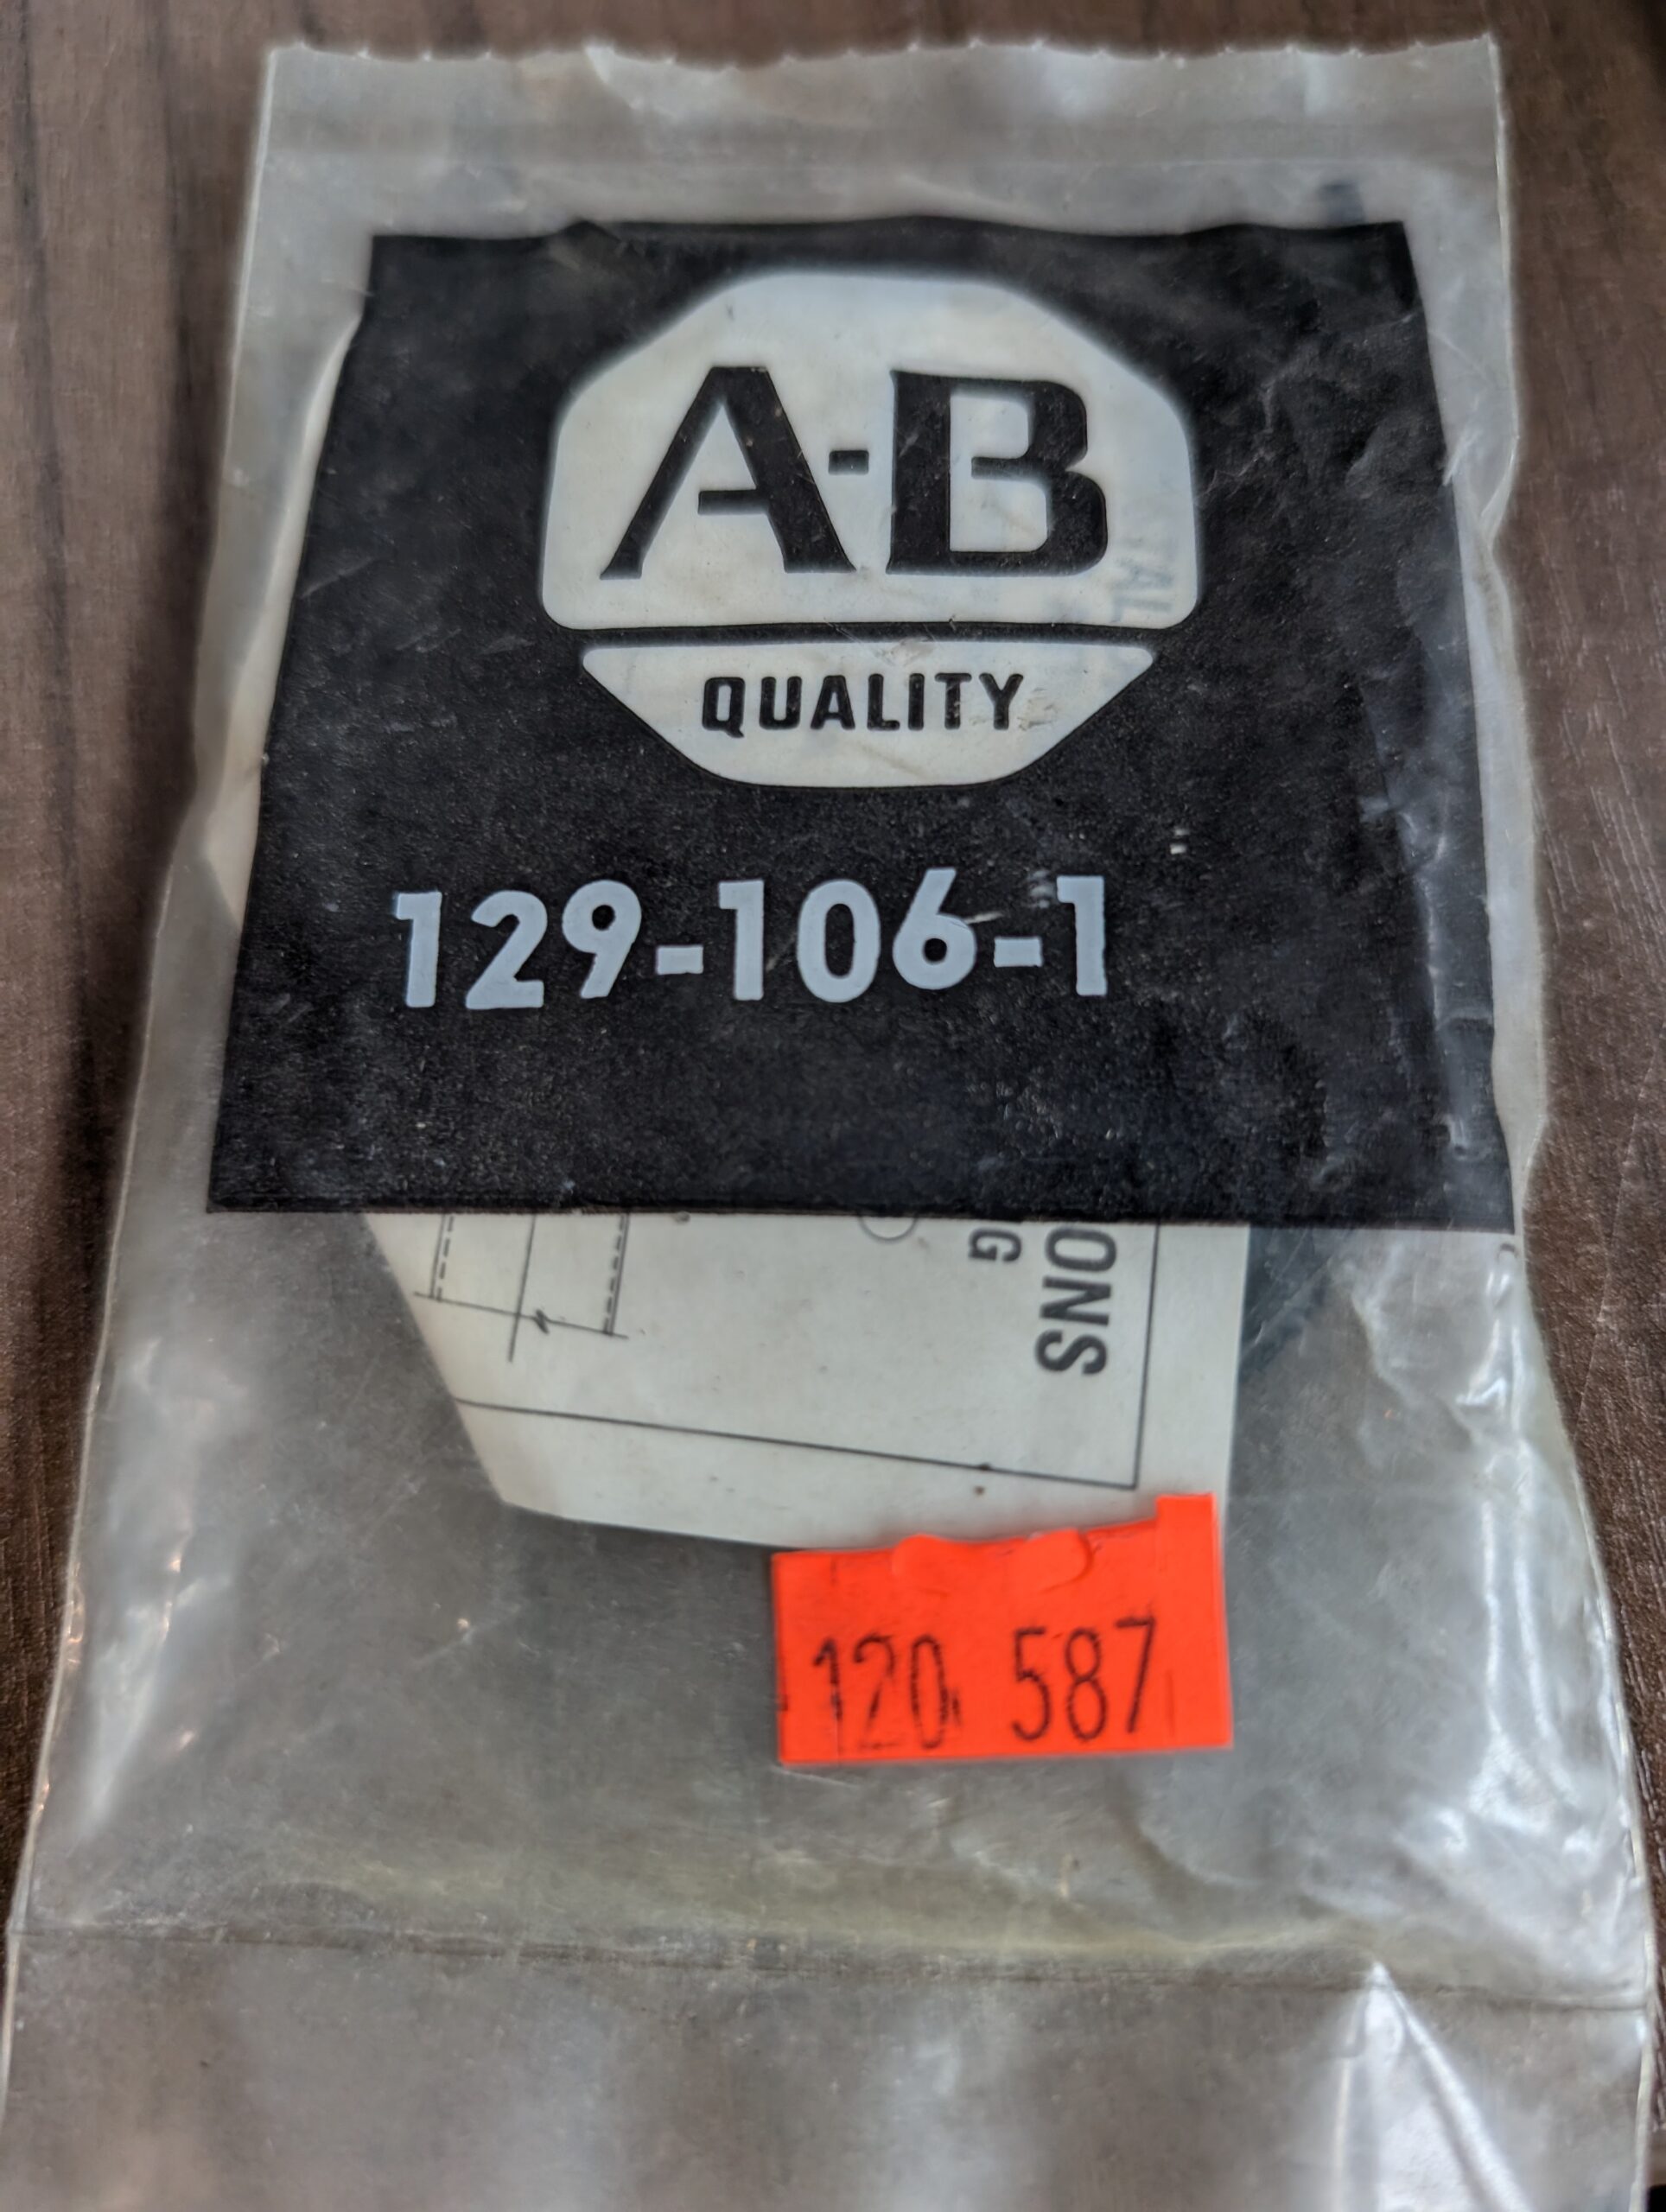 A-B
QUALITY
129-106-1
ONS
G
120 587